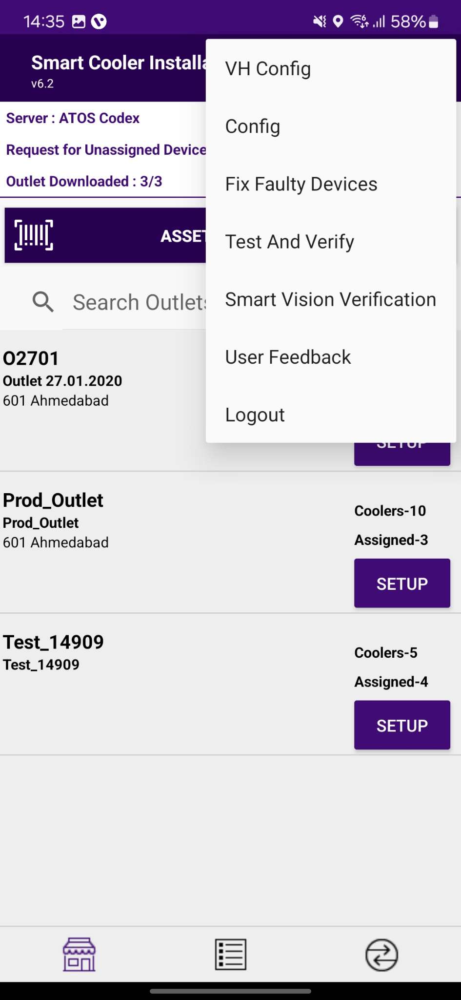 14:35
58%
Smart Cooler Installa
v6.2
VH Config
Config
Fix Faulty Devices
Test And Verify
Smart Vision Verification
User Feedback
Logout
Server : ATOS Codex
Request for Unassigned Device
Outlet Downloaded : 3/3
ASSET
Search Outlets
O2701
Outlet 27.01.2020
601 Ahmedabad
SETUP
Prod_Outlet
Prod_Outlet
601 Ahmedabad
Coolers-10
Assigned-3
SETUP
Test_14909
Test_14909
Coolers-5
Assigned-4
SETUP